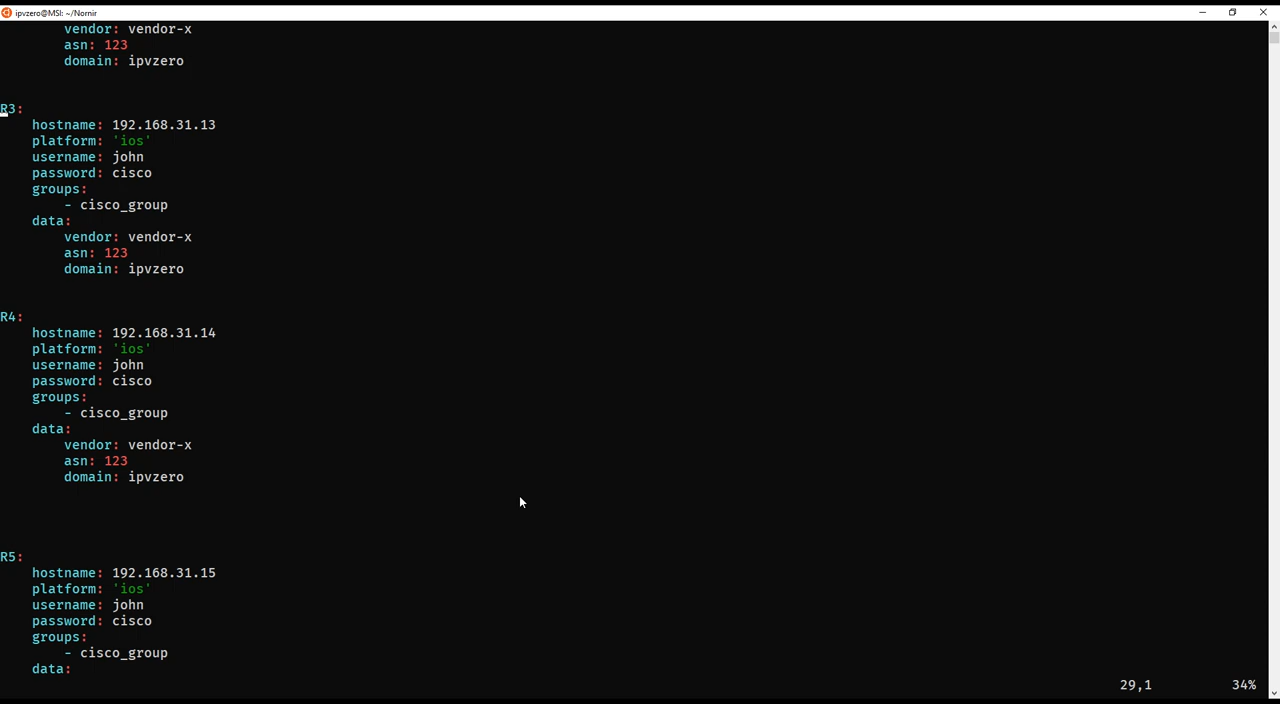 ipvzero@MSI: ~/Nornir
vendor: vendor-x
asn: 123
domain: ipvzero
R3:
hostname: 192.168.31.13
platform: 'ios'
username: john
password: cisco
groups:
- cisco_group
data:
vendor: vendor-x
asn: 123
domain: ipvzero
R4:
hostname: 192.168.31.14
platform: 'ios'
username: john
password: cisco
groups:
- cisco_group
data:
vendor: vendor-x
asn: 123
domain: ipvzero
R5:
hostname: 192.168.31.15
platform: 'ios'
username: john
password: cisco
groups:
- cisco_group
data:
29,1 34%